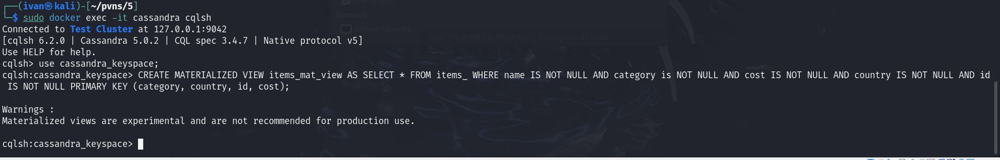 File System
Network
Browse Network
┌──(ivan㉿kali)-[~/pvns/5]
└─$ sudo docker exec -it cassandra cqlsh
Connected to Test Cluster at 127.0.0.1:9042
[cqlsh 6.2.0 | Cassandra 5.0.2 | CQL spec 3.4.7 | Native protocol v5]
Use HELP for help.
cqlsh> use cassandra_keyspace;
cqlsh:cassandra_keyspace> CREATE MATERIALIZED VIEW items_mat_view AS SELECT * FROM items_ WHERE name IS NOT NULL AND category is NOT NULL AND cost IS NOT NULL AND country IS NOT NULL AND id
IS NOT NULL PRIMARY KEY (category, country, id, cost);
Warnings :
Materialized views are experimental and are not recommended for production use.
cqlsh:cassandra_keyspace>